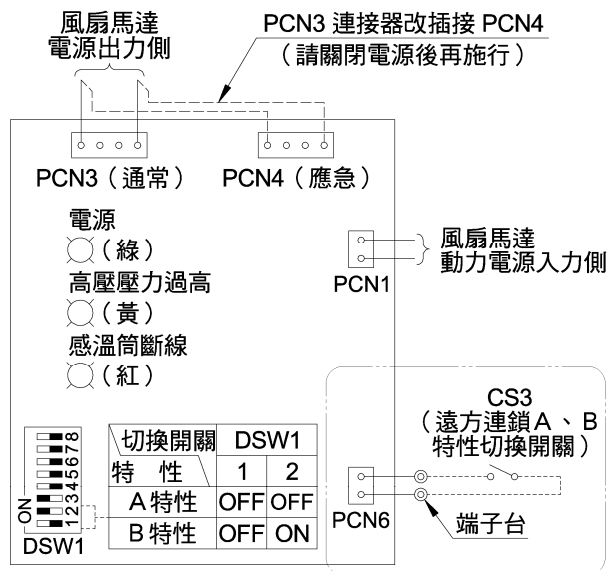 風扇馬達
電源出力側
PCN3 連接器改插接 PCN4
（請關閉電源後再施行）
PCN3（通常）
PCN4（應急）
電源
（綠）
高壓壓力過高
（黃）
感溫筒斷線
（紅）
風扇馬達
動力電源入力側
PCN1
CS3
（遠方連鎖A、B
特性切換開關）
ON
12345678
DSW1
切換開關 DSW1
特 性 1 2
A特性 OFF OFF
B特性 OFF ON
PCN6
端子台